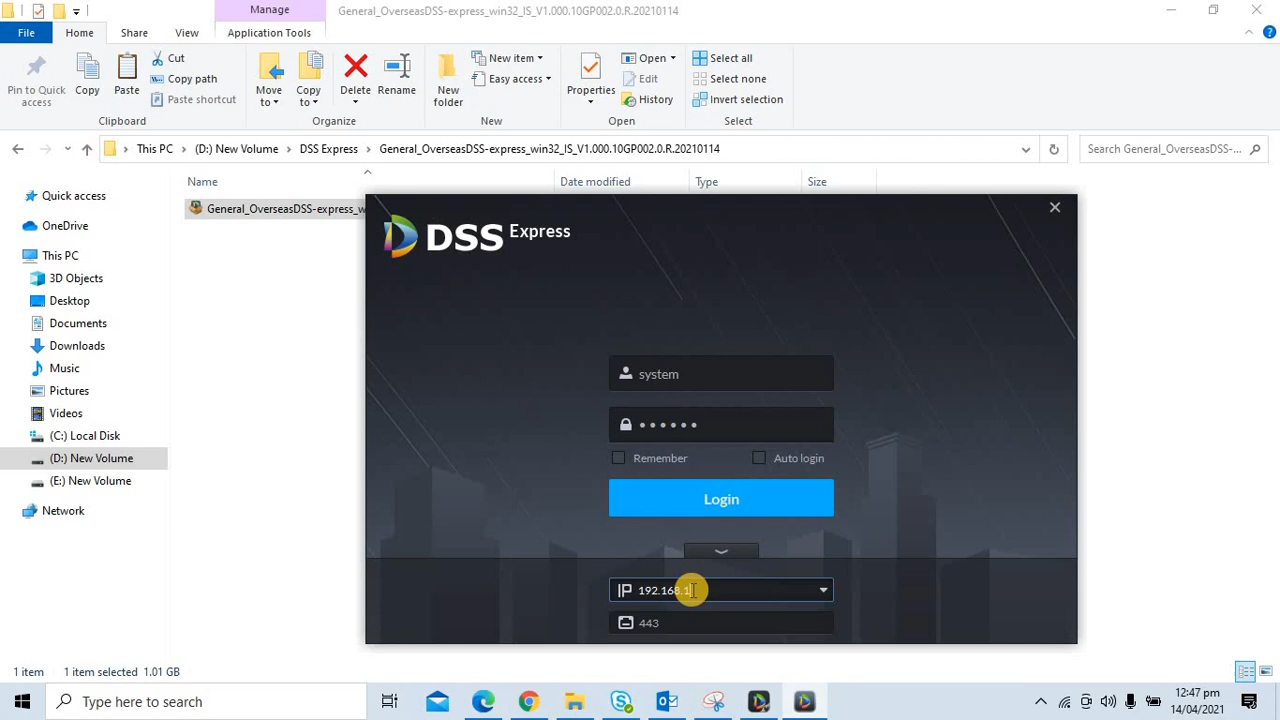 Manage
General_OverseasDSS-express_win32_IS_V1.000.10GP002.0.R.20210114
File
Home
Share
View
Application Tools
Pin to Quick access
Copy
Paste
Cut
Copy path
Paste shortcut
Clipboard
Move to
Copy to
Delete
Rename
Organize
New folder
New item
Easy access
New
Properties
Open
Edit
History
Open
Select all
Select none
Invert selection
Select
This PC
(D:) New Volume
DSS Express
General_OverseasDSS-express_win32_IS_V1.000.10GP002.0.R.20210114
Search General_OverseasDSS-...
Name
Date modified
Type
Size
General_OverseasDSS-express_w
Quick access
OneDrive
This PC
3D Objects
Desktop
Documents
Downloads
Music
Pictures
Videos
(C:) Local Disk
(D:) New Volume
(E:) New Volume
Network
DSS Express
system
Remember
Auto login
Login
IP 192.168.1
443
1 item
1 item selected 1.01 GB
Type here to search
12:47 pm
14/04/2021